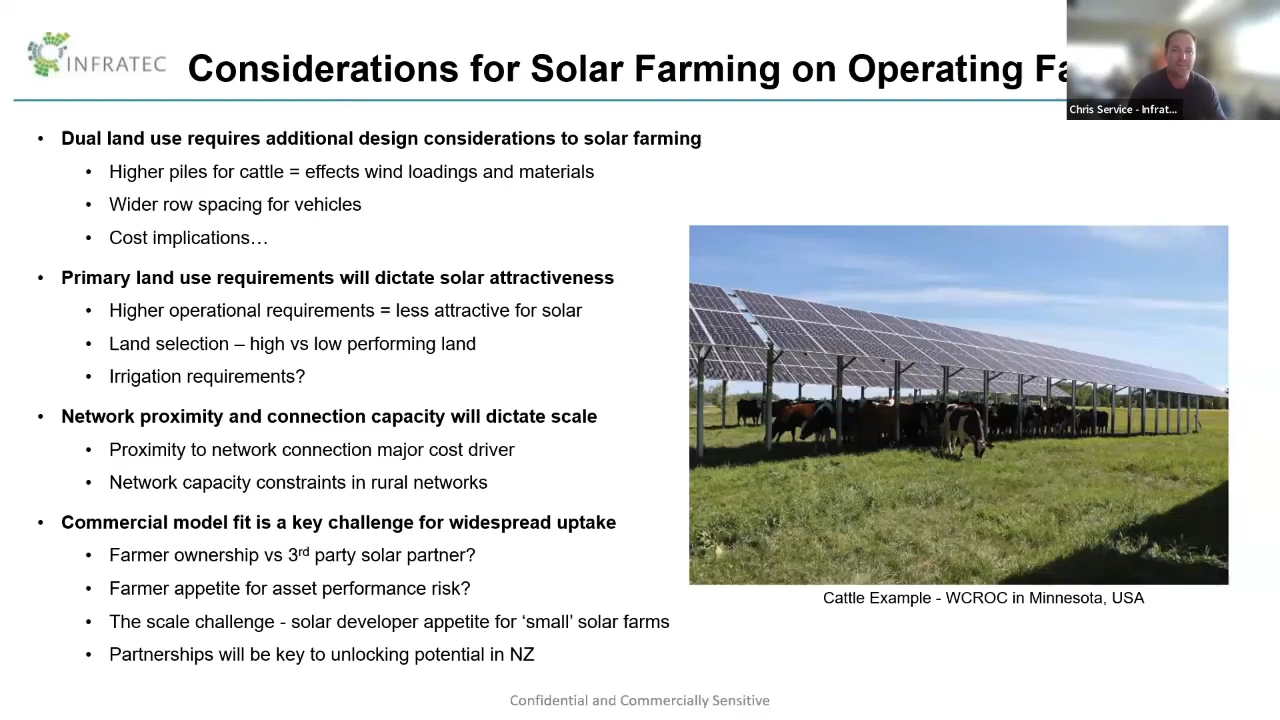 INFRATEC
Considerations for Solar Farming on Operating Fa
Chris Service - Infrat...
• Dual land use requires additional design considerations to solar farming
• Higher piles for cattle = effects wind loadings and materials
• Wider row spacing for vehicles
• Cost implications…
• Primary land use requirements will dictate solar attractiveness
• Higher operational requirements = less attractive for solar
• Land selection – high vs low performing land
• Irrigation requirements?
• Network proximity and connection capacity will dictate scale
• Proximity to network connection major cost driver
• Network capacity constraints in rural networks
• Commercial model fit is a key challenge for widespread uptake
• Farmer ownership vs 3rd party solar partner?
• Farmer appetite for asset performance risk?
• The scale challenge - solar developer appetite for ‘small’ solar farms
• Partnerships will be key to unlocking potential in NZ
Cattle Example - WCROC in Minnesota, USA
Confidential and Commercially Sensitive